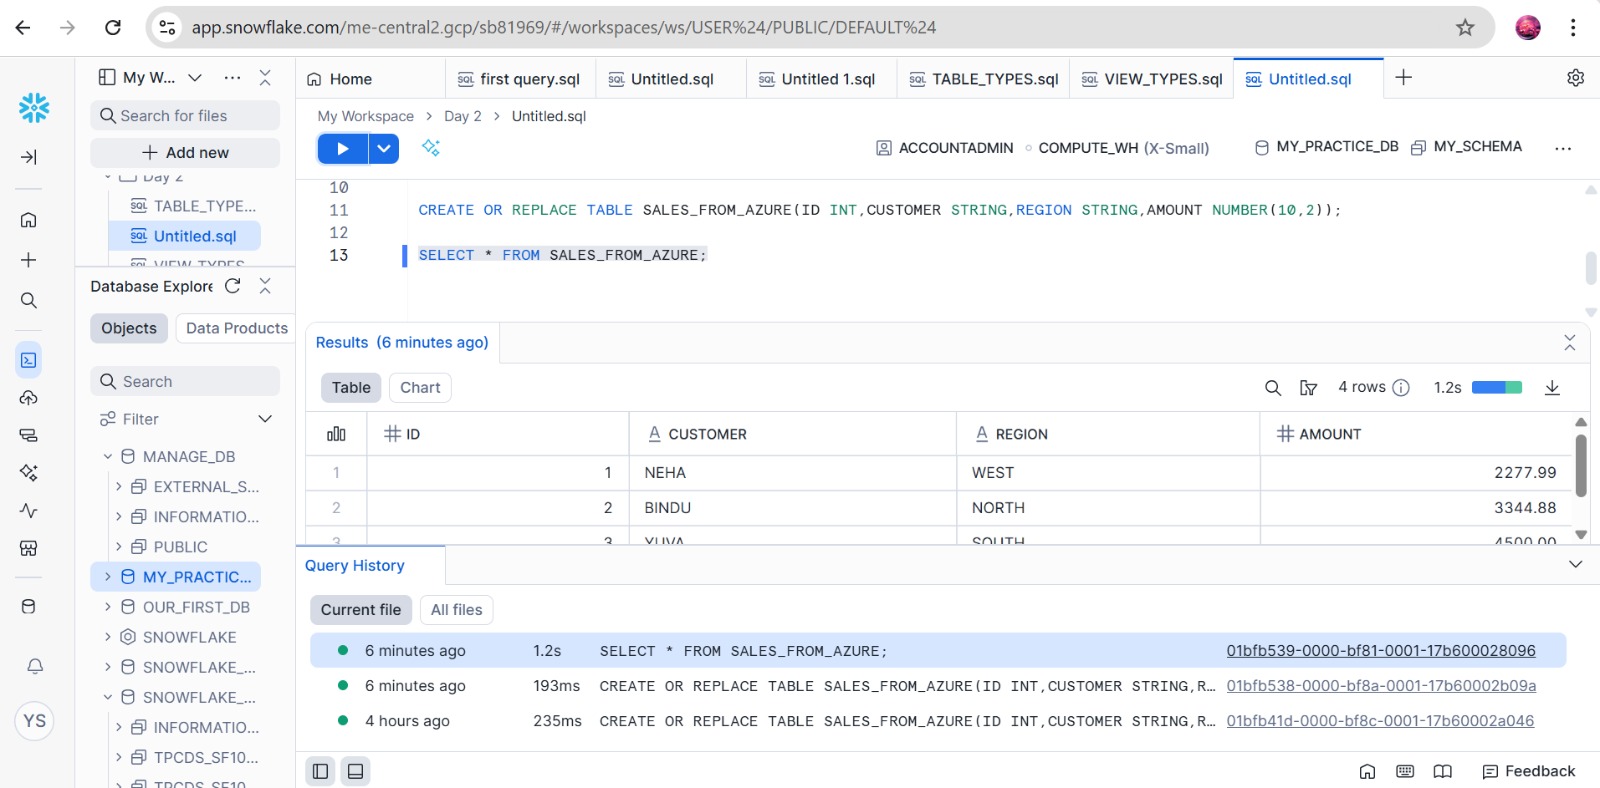 app.snowflake.com/me-central2.gcp/sb81969/#/workspaces/ws/USER%24/PUBLIC/DEFAULT%24
My W...
Search for files
Add new
Day 2
TABLE_TYPE...
Untitled.sql
VIEW_TYPES
Database Explore
Objects
Data Products
Search
Filter
MANAGE_DB
EXTERNAL_S...
INFORMATIO...
PUBLIC
MY_PRACTIC...
OUR_FIRST_DB
SNOWFLAKE
SNOWFLAKE_...
SNOWFLAKE_...
INFORMATIO...
TPCDS_SF10...
TPCDS_SF10
YS
Home
first query.sql
Untitled.sql
Untitled 1.sql
TABLE_TYPES.sql
VIEW_TYPES.sql
Untitled.sql
My Workspace > Day 2 > Untitled.sql
ACCOUNTADMIN COMPUTE_WH (X-Small)
MY_PRACTICE_DB MY_SCHEMA
10
11 CREATE OR REPLACE TABLE SALES_FROM_AZURE(ID INT,CUSTOMER STRING,REGION STRING,AMOUNT NUMBER(10,2));
12
13 SELECT * FROM SALES_FROM_AZURE;
Results (6 minutes ago)
Table Chart
4 rows 1.2s
ID CUSTOMER REGION AMOUNT
1 1 NEHA WEST 2277.99
2 2 BINDU NORTH 3344.88
3 3 YUVA SOUTH 4500.00
Query History
Current file All files
6 minutes ago 1.2s SELECT * FROM SALES_FROM_AZURE; 01bfb539-0000-bf81-0001-17b600028096
6 minutes ago 193ms CREATE OR REPLACE TABLE SALES_FROM_AZURE(ID INT,CUSTOMER STRING,R... 01bfb538-0000-bf8a-0001-17b60002b09a
4 hours ago 235ms CREATE OR REPLACE TABLE SALES_FROM_AZURE(ID INT,CUSTOMER STRING,R... 01bfb41d-0000-bf8c-0001-17b60002a046
Feedback